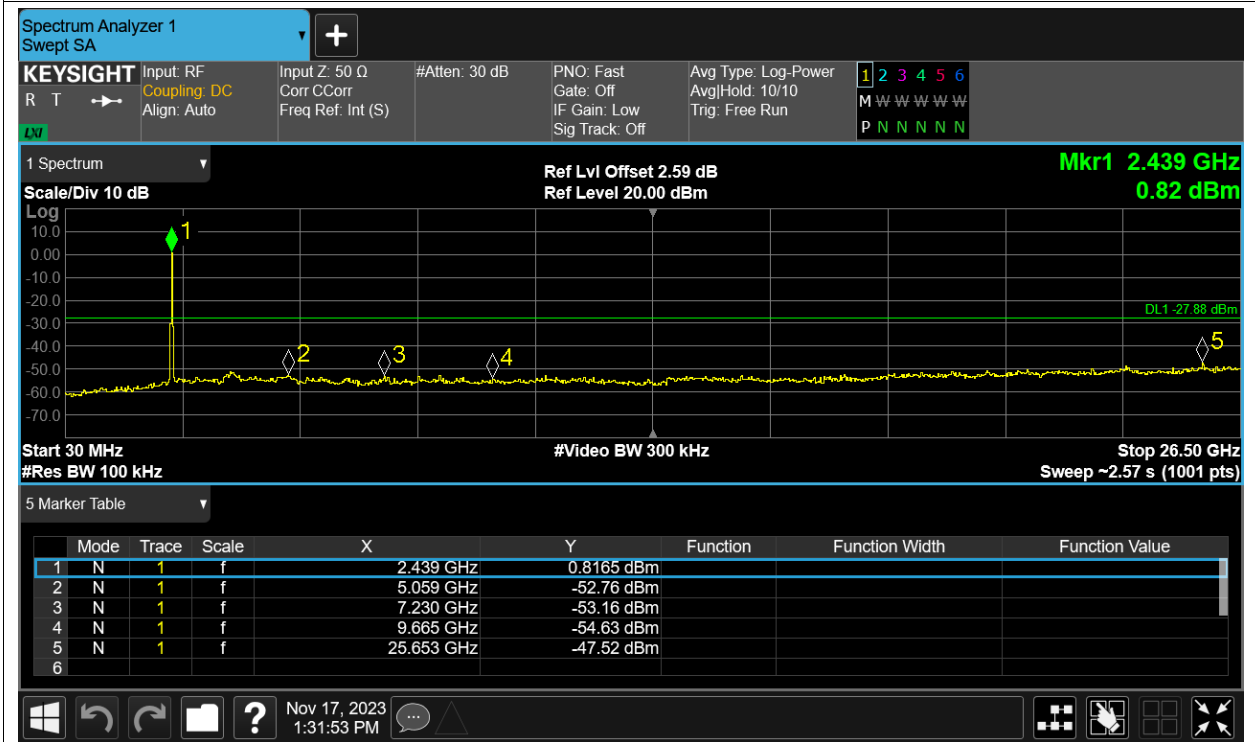 Spectrum Analyzer 1
Swept SA
KEYSIGHT
R T
LXI
Input: RF
Coupling: DC
Align: Auto
Input Z: 50 Ω
Corr CCorr
Freq Ref: Int (S)
#Atten: 30 dB
PNO: Fast
Gate: Off
IF Gain: Low
Sig Track: Off
Avg Type: Log-Power
Avg|Hold: 10/10
Trig: Free Run
1 2 3 4 5 6
M W W W W W
P N N N N N
1 Spectrum
Scale/Div 10 dB
Ref Lvl Offset 2.59 dB
Ref Level 20.00 dBm
Mkr1 2.439 GHz
0.82 dBm
Log
10.0
0.00
-10.0
-20.0
-30.0
-40.0
-50.0
-60.0
-70.0
1
2
3
4
5
DL1 -27.88 dBm
Start 30 MHz
#Res BW 100 kHz
#Video BW 300 kHz
Stop 26.50 GHz
Sweep ~2.57 s (1001 pts)
5 Marker Table
Mode Trace Scale X Y Function Function Width Function Value
1 N 1 f 2.439 GHz 0.8165 dBm
2 N 1 f 5.059 GHz -52.76 dBm
3 N 1 f 7.230 GHz -53.16 dBm
4 N 1 f 9.665 GHz -54.63 dBm
5 N 1 f 25.653 GHz -47.52 dBm
6
?
Nov 17, 2023
1:31:53 PM